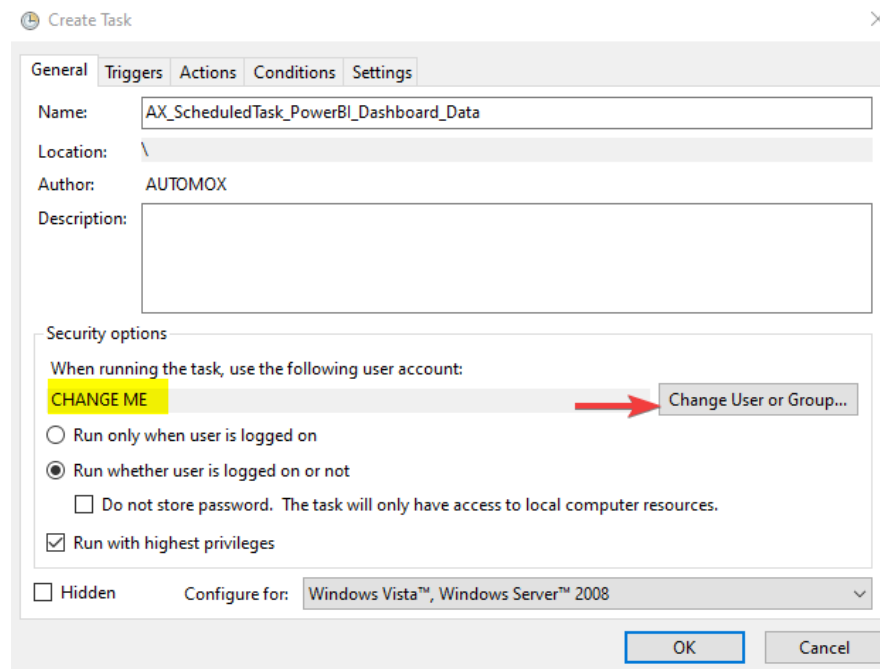 Create Task
General Triggers Actions Conditions Settings
Name: AX_ScheduledTask_PowerBI_Dashboard_Data
Location: \
Author: AUTOMOX
Description:
Security options
When running the task, use the following user account:
CHANGE ME Change User or Group...
Run only when user is logged on
Run whether user is logged on or not
Do not store password. The task will only have access to local computer resources.
Run with highest privileges
Hidden Configure for: Windows Vista™, Windows Server™ 2008
OK Cancel